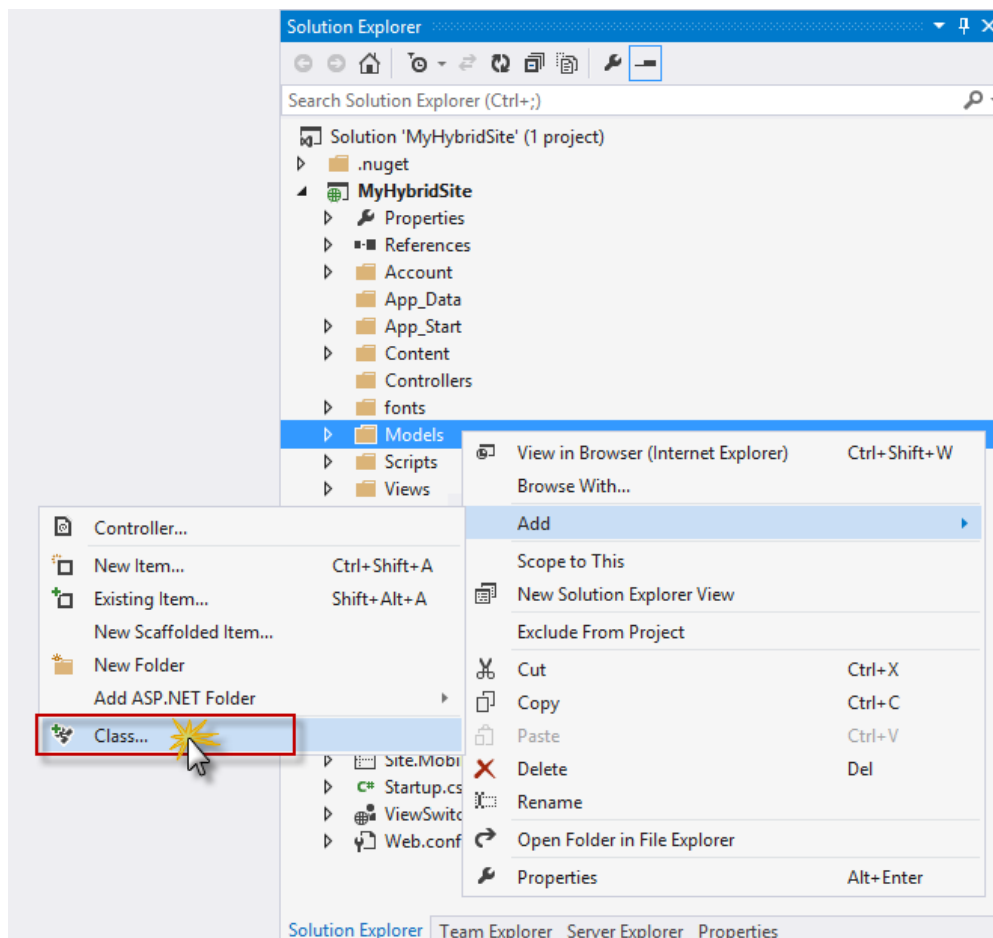 Solution Explorer
Search Solution Explorer (Ctrl+;)
Solution 'MyHybridSite' (1 project)
.nuget
MyHybridSite
Properties
References
Account
App_Data
App_Start
Content
Controllers
fonts
Models
Scripts
Views
View in Browser (Internet Explorer) Ctrl+Shift+W
Browse With...
Add
Scope to This
New Solution Explorer View
Exclude From Project
Cut Ctrl+X
Copy Ctrl+C
Paste Ctrl+V
Delete Del
Rename
Open Folder in File Explorer
Properties Alt+Enter
Controller...
New Item... Ctrl+Shift+A
Existing Item... Shift+Alt+A
New Scaffolded Item...
New Folder
Add ASP.NET Folder
Class...
Site.Mobi
C# Startup.cs
ViewSwitc
Web.conf
Solution Explorer Team Explorer Server Explorer Properties